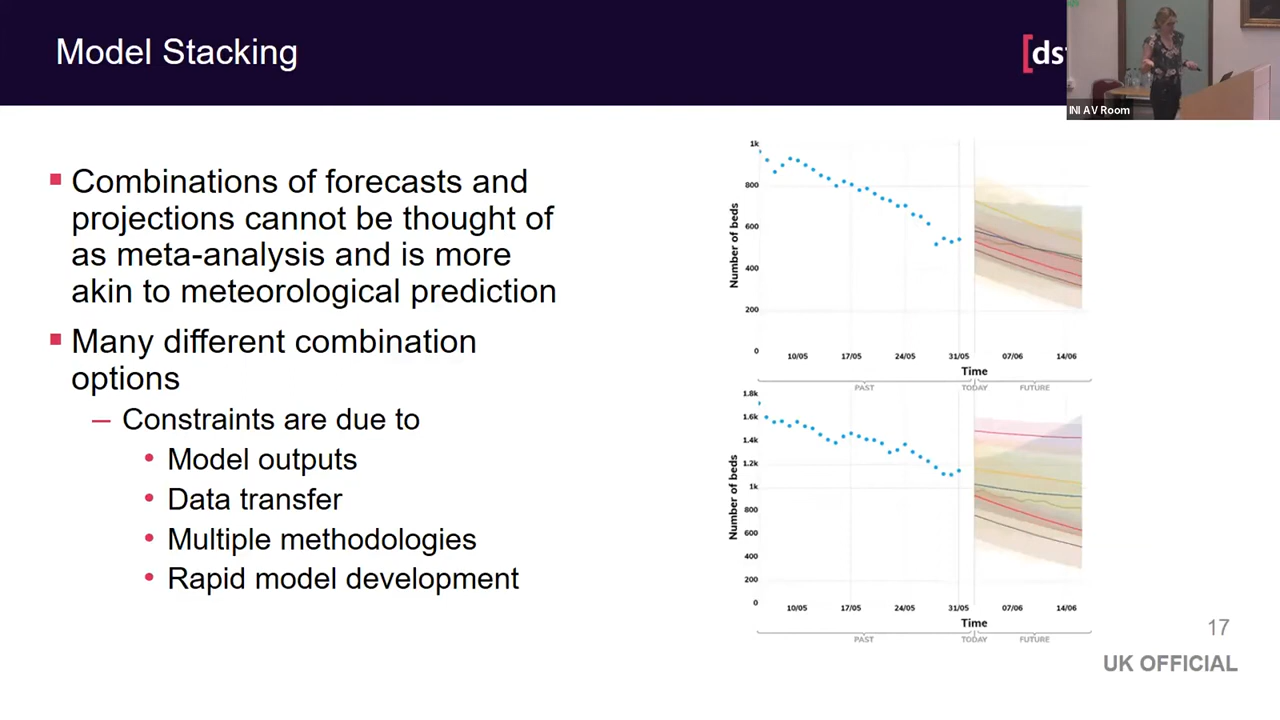 Model Stacking
[ds
INI AV Room
▪ Combinations of forecasts and
projections cannot be thought of
as meta-analysis and is more
akin to meteorological prediction
▪ Many different combination
options
– Constraints are due to
• Model outputs
• Data transfer
• Multiple methodologies
• Rapid model development
Number of beds
1k
800
600
400
200
0
10/05 17/05 24/05 31/05 07/06 14/06
Time
PAST TODAY FUTURE
Number of beds
1.8k
1.6k
1.4k
1.2k
1k
800
600
400
200
0
10/05 17/05 24/05 31/05 07/06 14/06
Time
PAST TODAY FUTURE
17
UK OFFICIAL